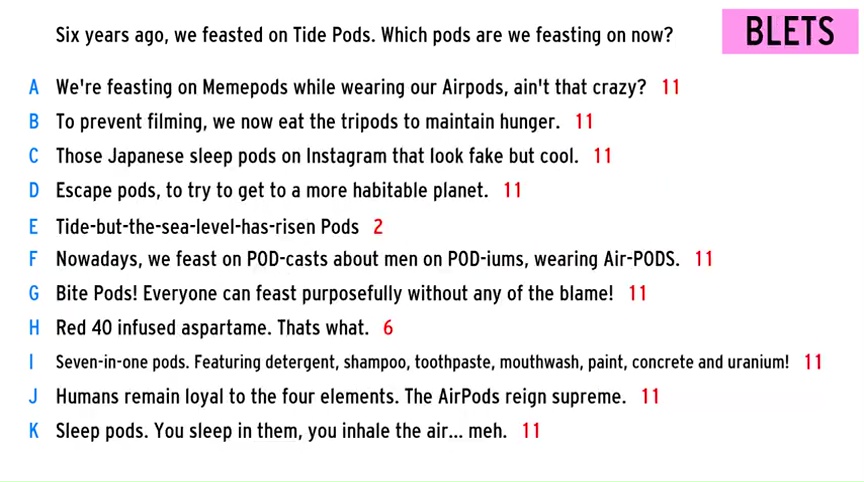 Six years ago, we feasted on Tide Pods. Which pods are we feasting on now?
BLETS
A We're feasting on Memepods while wearing our Airpods, ain't that crazy? 11
B To prevent filming, we now eat the tripods to maintain hunger. 11
C Those Japanese sleep pods on Instagram that look fake but cool. 11
D Escape pods, to try to get to a more habitable planet. 11
E Tide-but-the-sea-level-has-risen Pods 2
F Nowadays, we feast on POD-casts about men on POD-iums, wearing Air-PODS. 11
G Bite Pods! Everyone can feast purposefully without any of the blame! 11
H Red 40 infused aspartame. Thats what. 6
I Seven-in-one pods. Featuring detergent, shampoo, toothpaste, mouthwash, paint, concrete and uranium! 11
J Humans remain loyal to the four elements. The AirPods reign supreme. 11
K Sleep pods. You sleep in them, you inhale the air... meh. 11